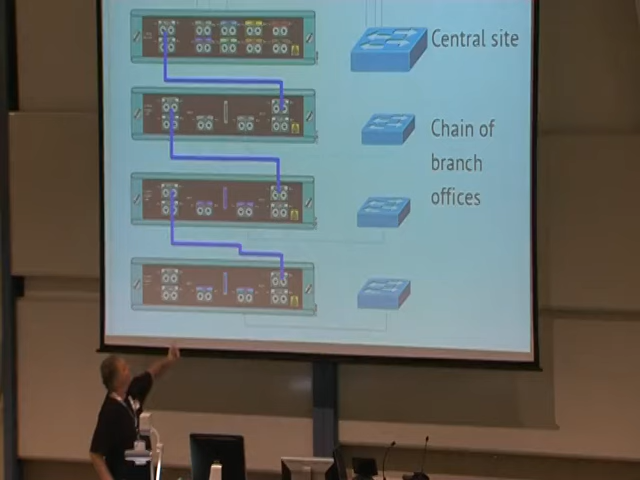 Central site
Chain of
branch
offices